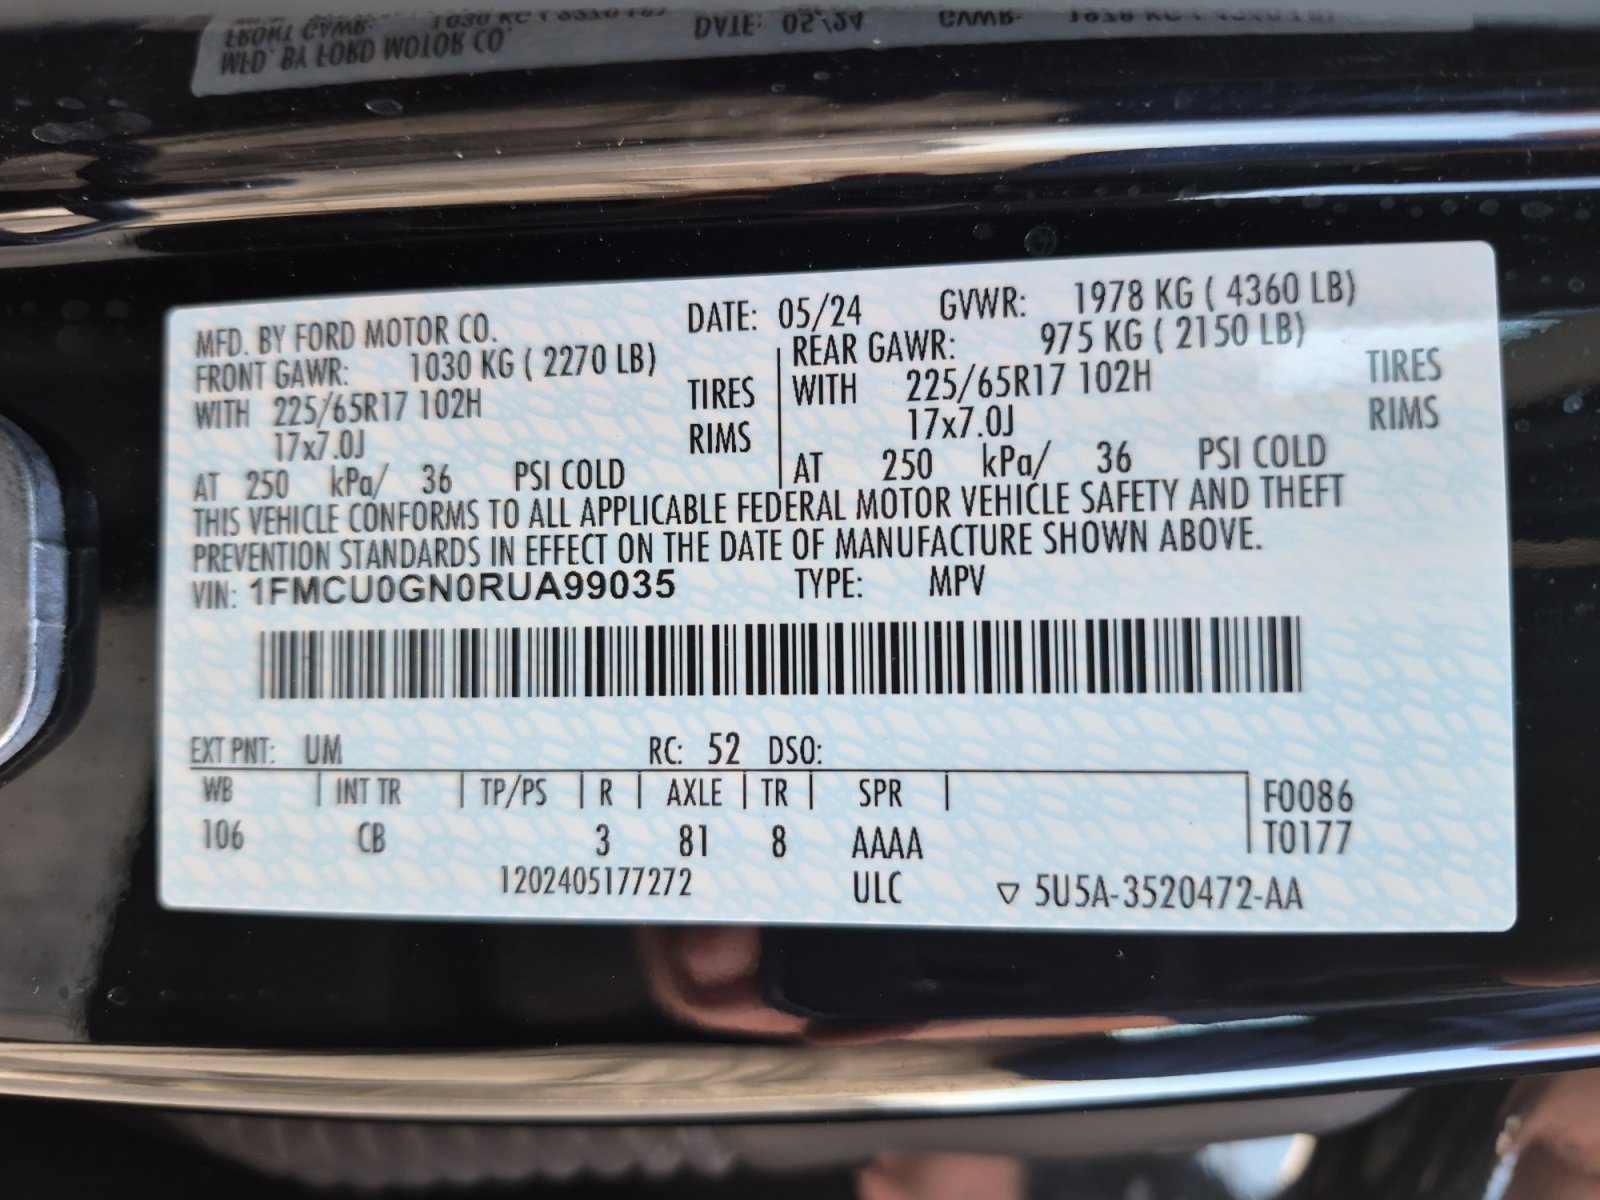 MFD. BY FORD MOTOR CO. DATE: 05/24 GVWR: 1978 KG ( 4360 LB)
FRONT GAWR: 1030 KG ( 2270 LB) REAR GAWR: 975 KG ( 2150 LB)
WITH 225/65R17 102H TIRES WITH 225/65R17 102H TIRES
17x7.0J RIMS 17x7.0J RIMS
AT 250 kPa/ 36 PSI COLD AT 250 kPa/ 36 PSI COLD
THIS VEHICLE CONFORMS TO ALL APPLICABLE FEDERAL MOTOR VEHICLE SAFETY AND THEFT
PREVENTION STANDARDS IN EFFECT ON THE DATE OF MANUFACTURE SHOWN ABOVE.
VIN: 1FMCU0GN0RUA99035 TYPE: MPV
EXT PNT: UM RC: 52 DSO:
WB | INT TR | TP/PS | R | AXLE | TR | SPR | F0086
106 CB 3 81 8 AAAA T0177
1202405177272 ULC ▽ 5U5A-3520472-AA